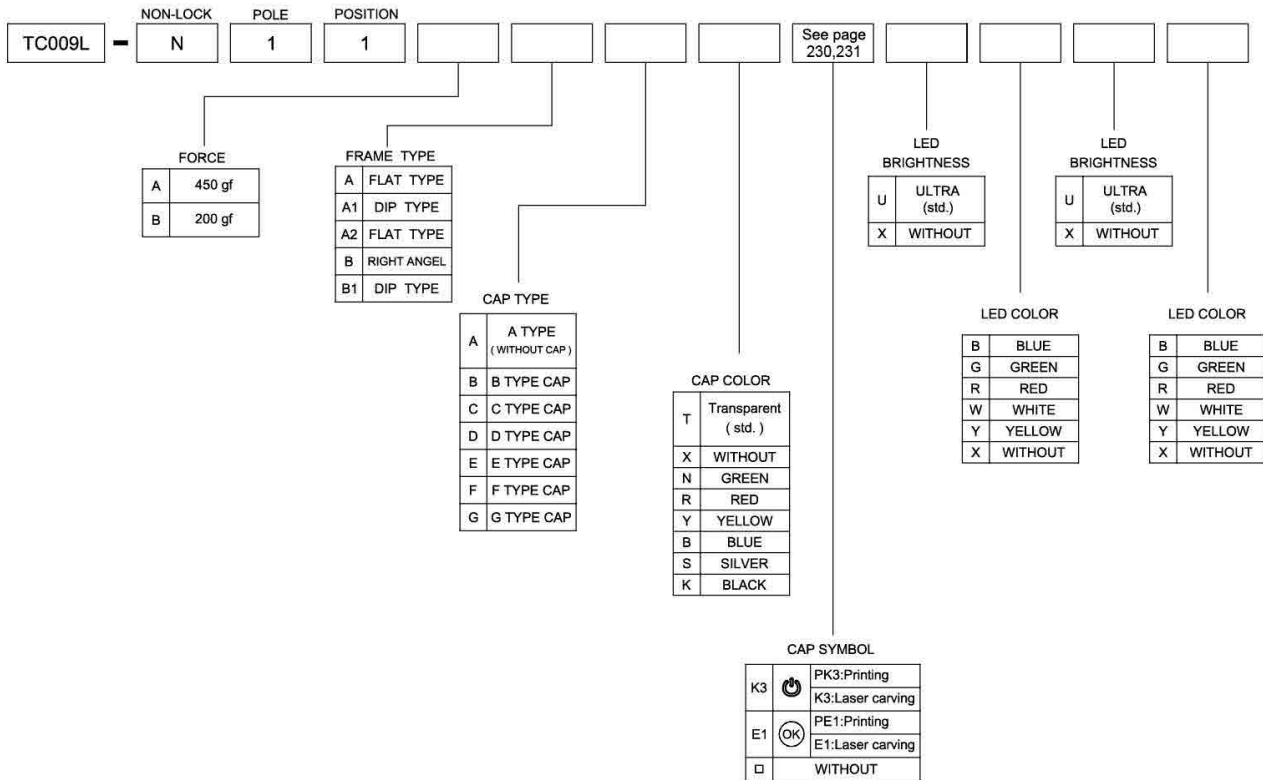 NON-LOCK POLE POSITION
TC009L - N 1 1 See page
230,231
FORCE
A 450 gf
B 200 gf
FRAME TYPE
A FLAT TYPE
A1 DIP TYPE
A2 FLAT TYPE
B RIGHT ANGEL
B1 DIP TYPE
CAP TYPE
A A TYPE
( WITHOUT CAP )
B B TYPE CAP
C C TYPE CAP
D D TYPE CAP
E E TYPE CAP
F F TYPE CAP
G G TYPE CAP
CAP COLOR
T Transparent
( std. )
X WITHOUT
N GREEN
R RED
Y YELLOW
B BLUE
S SILVER
K BLACK
CAP SYMBOL
K3 PK3:Printing
K3:Laser carving
E1 OK PE1:Printing
E1:Laser carving
□ WITHOUT
LED
BRIGHTNESS
U ULTRA
(std.)
X WITHOUT
LED COLOR
B BLUE
G GREEN
R RED
W WHITE
Y YELLOW
X WITHOUT
LED
BRIGHTNESS
U ULTRA
(std.)
X WITHOUT
LED COLOR
B BLUE
G GREEN
R RED
W WHITE
Y YELLOW
X WITHOUT